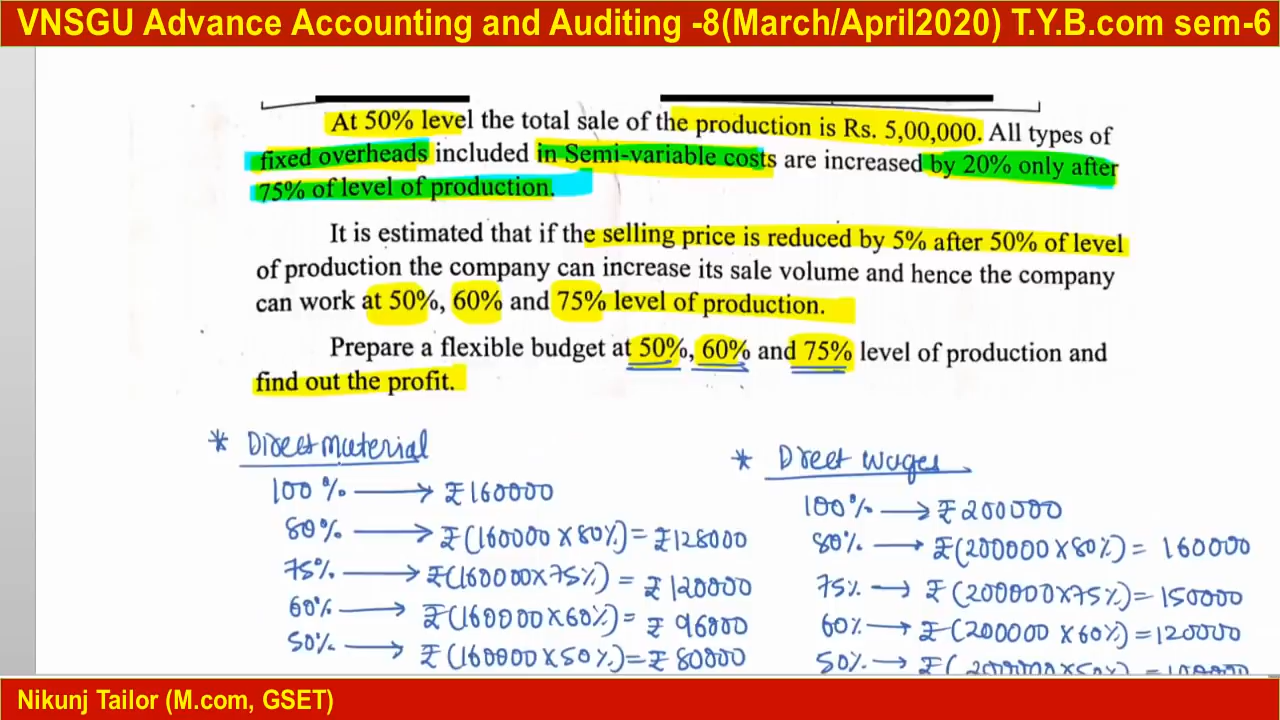 VNSGU Advance Accounting and Auditing -8(March/April2020) T.Y.B.com sem-6
At 50% level the total sale of the production is Rs. 5,00,000. All types of
fixed overheads included in Semi-variable costs are increased by 20% only after
75% of level of production.
It is estimated that if the selling price is reduced by 5% after 50% of level
of production the company can increase its sale volume and hence the company
can work at 50%, 60% and 75% level of production.
Prepare a flexible budget at 50%, 60% and 75% level of production and
find out the profit.
* Direct material
100 % → ₹ 160000
80% → ₹ (160000 x 80%) = ₹ 128000
75% → ₹ (160000 x 75%) = ₹ 120000
60% → ₹ (160000 x 60%) = ₹ 96000
50% → ₹ (160000 x 50%) = ₹ 80000
* Direct wages
100% → ₹ 200000
80% → ₹ (200000 x 80%) = 160000
75% → ₹ (200000 x 75%) = 150000
60% → ₹ (200000 x 60%) = 120000
50% → ₹ (200000 x 50%) = 100000
Nikunj Tailor (M.com, GSET)